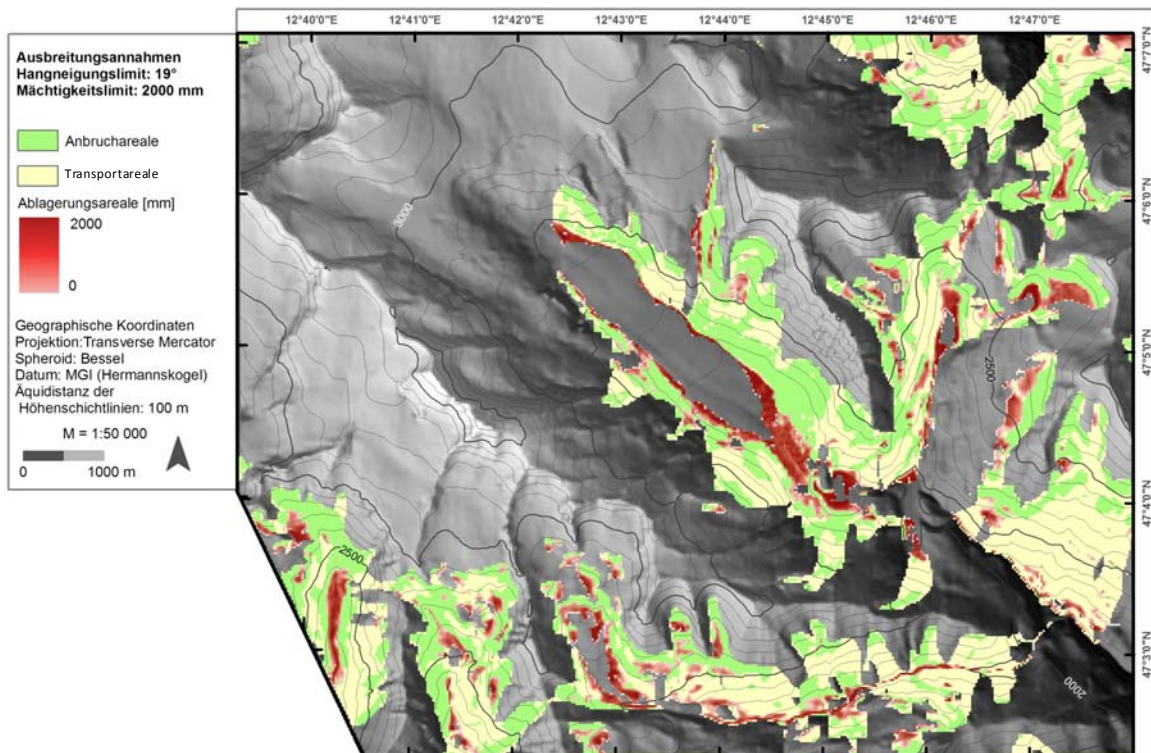 12°40'0"E 12°41'0"E 12°42'0"E 12°43'0"E 12°44'0"E 12°45'0"E 12°46'0"E 12°47'0"E
Ausbreitungsannahmen
Hangneigungslimit: 19°
Mächtigkeitslimit: 2000 mm
Anbruchareale
Transportareale
Ablagerungsareale [mm]
2000
0
Geographische Koordinaten
Projektion:Transverse Mercator
Spheroid: Bessel
Datum: MGI (Hermannskogel)
Äquidistanz der
Höhenschichtlinien: 100 m
M = 1:50 000
0 1000 m
3000
2500
2500
2000
47°7'0"N
47°6'0"N
47°5'0"N
47°4'0"N
47°3'0"N